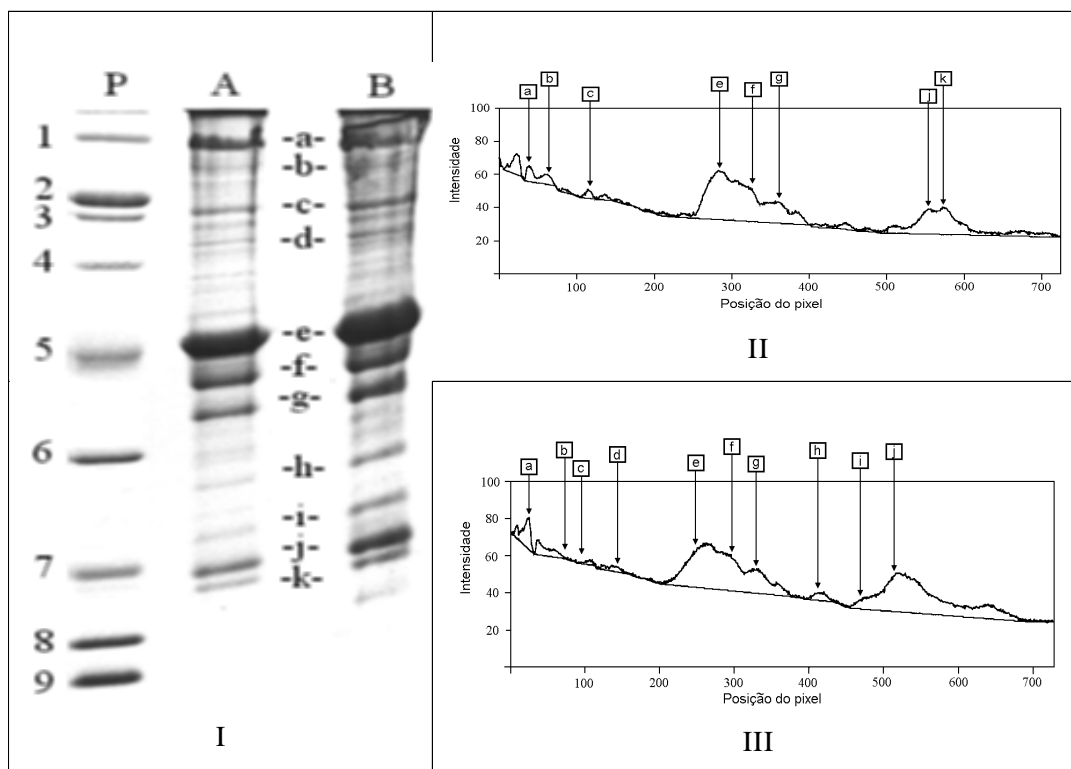 P A B
1
2
3
4
5
6
7
8
9
-a-
-b-
-c-
-d-
-e-
-f-
-g-
-h-
-i-
-j-
-k-
I
a b c e f g j k
100
80
60
40
20
Intensidade
100 200 300 400 500 600 700
Posição do pixel
II
a b c d e f g h i j
100
80
60
40
20
Intensidade
100 200 300 400 500 600 700
Posição do pixel
III